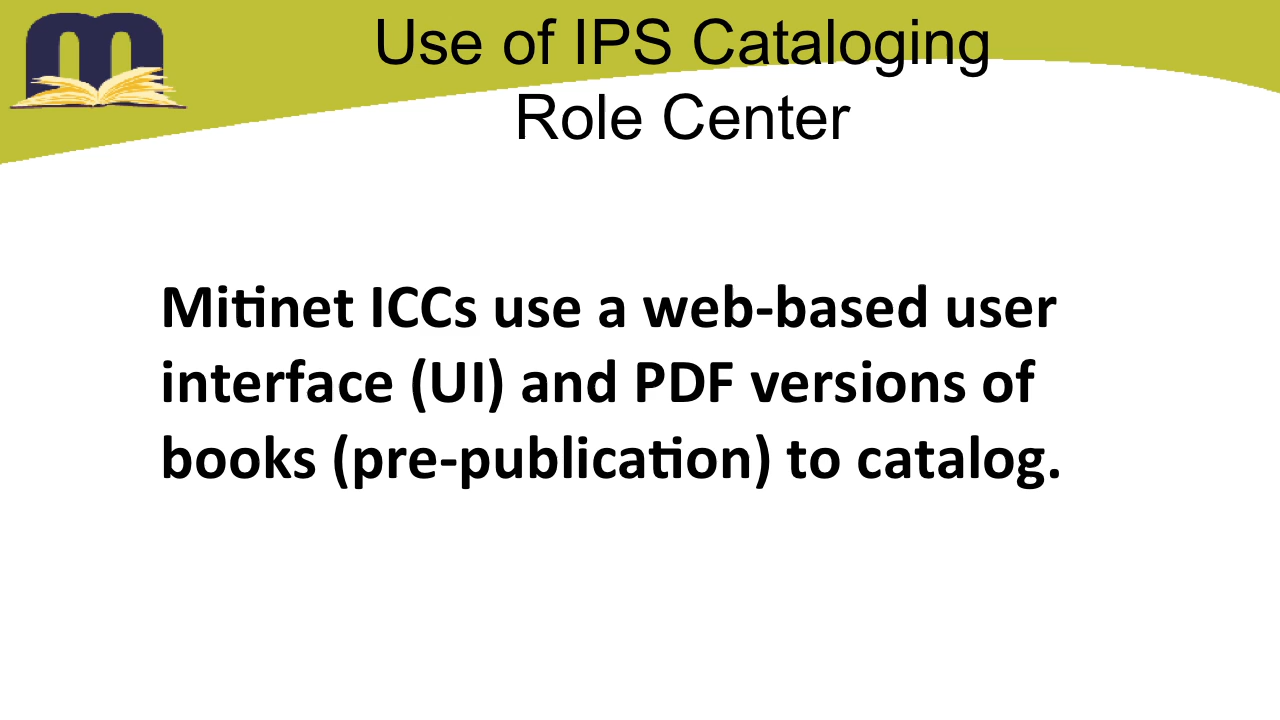 Use of IPS Cataloging
Role Center
Mitinet ICCs use a web-based user
interface (UI) and PDF versions of
books (pre-publication) to catalog.